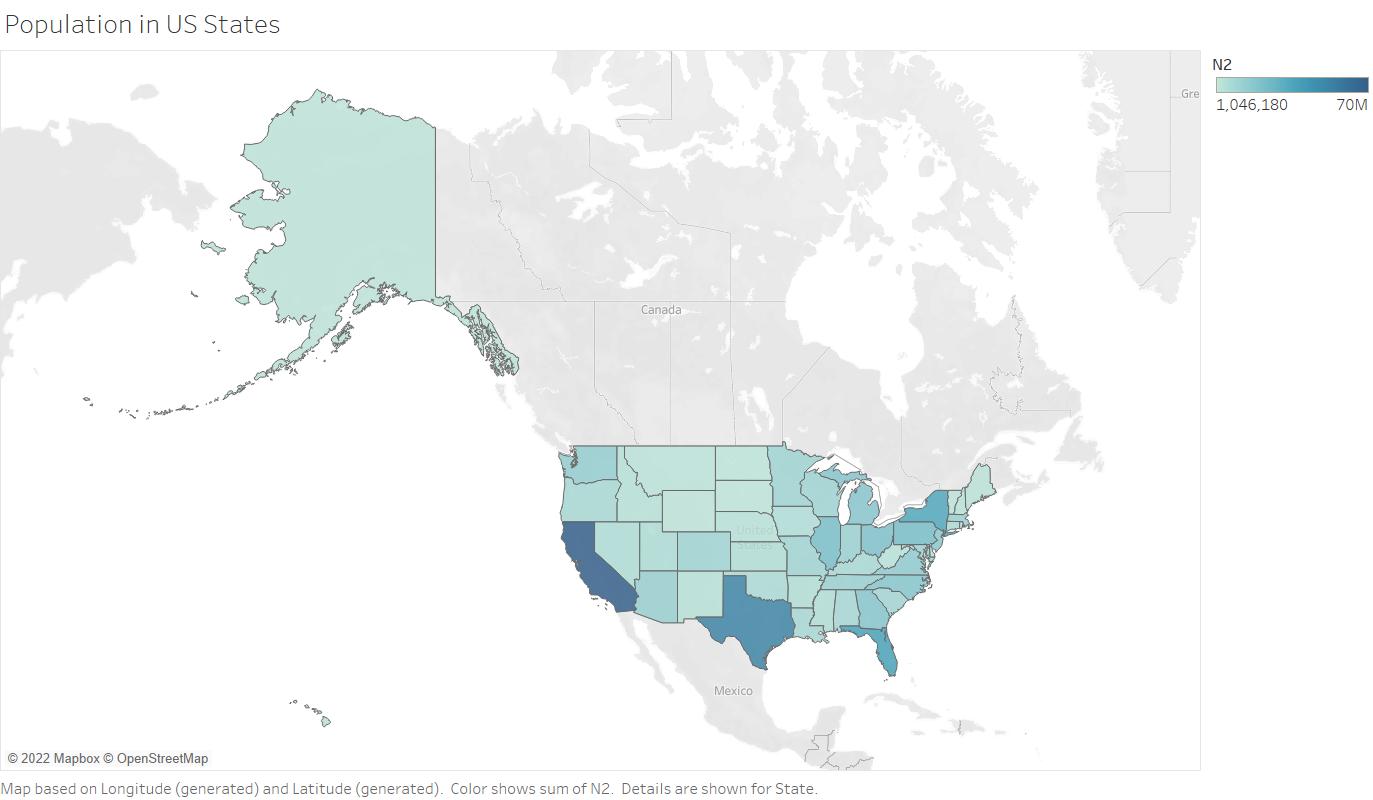 Population in US States
N2
1,046,180 70M
Gre
Canada
United
States
Mexico
© 2022 Mapbox © OpenStreetMap
Map based on Longitude (generated) and Latitude (generated).  Color shows sum of N2.  Details are shown for State.